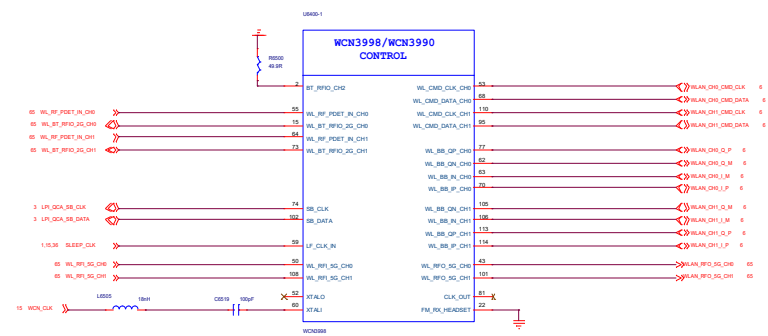 U6400-1
WCN3998/WCN3990
CONTROL
R6500
49.9R
2 BT_RFIO_CH2 WL_CMD_CLK_CH0 53 WLAN_CH0_CMD_CLK 6
WL_CMD_DATA_CH0 68 WLAN_CH0_CMD_DATA 6
65 WL_RF_PDET_IN_CH0 55 WL_RF_PDET_IN_CH0 WL_CMD_CLK_CH1 110 WLAN_CH1_CMD_CLK 6
65 WL_BT_RFIO_2G_CH0 15 WL_BT_RFIO_2G_CH0 WL_CMD_DATA_CH1 95 WLAN_CH1_CMD_DATA 6
65 WL_RF_PDET_IN_CH1 84 WL_RF_PDET_IN_CH1
65 WL_BT_RFIO_2G_CH1 73 WL_BT_RFIO_2G_CH1 WL_BB_QP_CH0 77 WLAN_CH0_Q_P 6
WL_BB_QN_CH0 62 WLAN_CH0_Q_M 6
WL_BB_IN_CH0 63 WLAN_CH0_I_M 6
WL_BB_IP_CH0 70 WLAN_CH0_I_P 6
3 LPI_QCA_SB_CLK 74 SB_CLK WL_BB_QN_CH1 105 WLAN_CH1_Q_M 6
3 LPI_QCA_SB_DATA 102 SB_DATA WL_BB_IN_CH1 106 WLAN_CH1_I_M 6
WL_BB_QP_CH1 113 WLAN_CH1_Q_P 6
1,15,36 SLEEP_CLK 59 LF_CLK_IN WL_BB_IP_CH1 114 WLAN_CH1_I_P 6
65 WL_RFI_5G_CH0 50 WL_RFI_5G_CH0 WL_RFO_5G_CH0 43 WLAN_RFO_5G_CH0 65
65 WL_RFI_5G_CH1 108 WL_RFI_5G_CH1 WL_RFO_5G_CH1 101 WLAN_RFO_5G_CH1 65
52 XTALO CLK_OUT 81
15 WCN_CLK L6505 18nH C6519 100pF 60 XTALI FM_RX_HEADSET 22
WCN3998